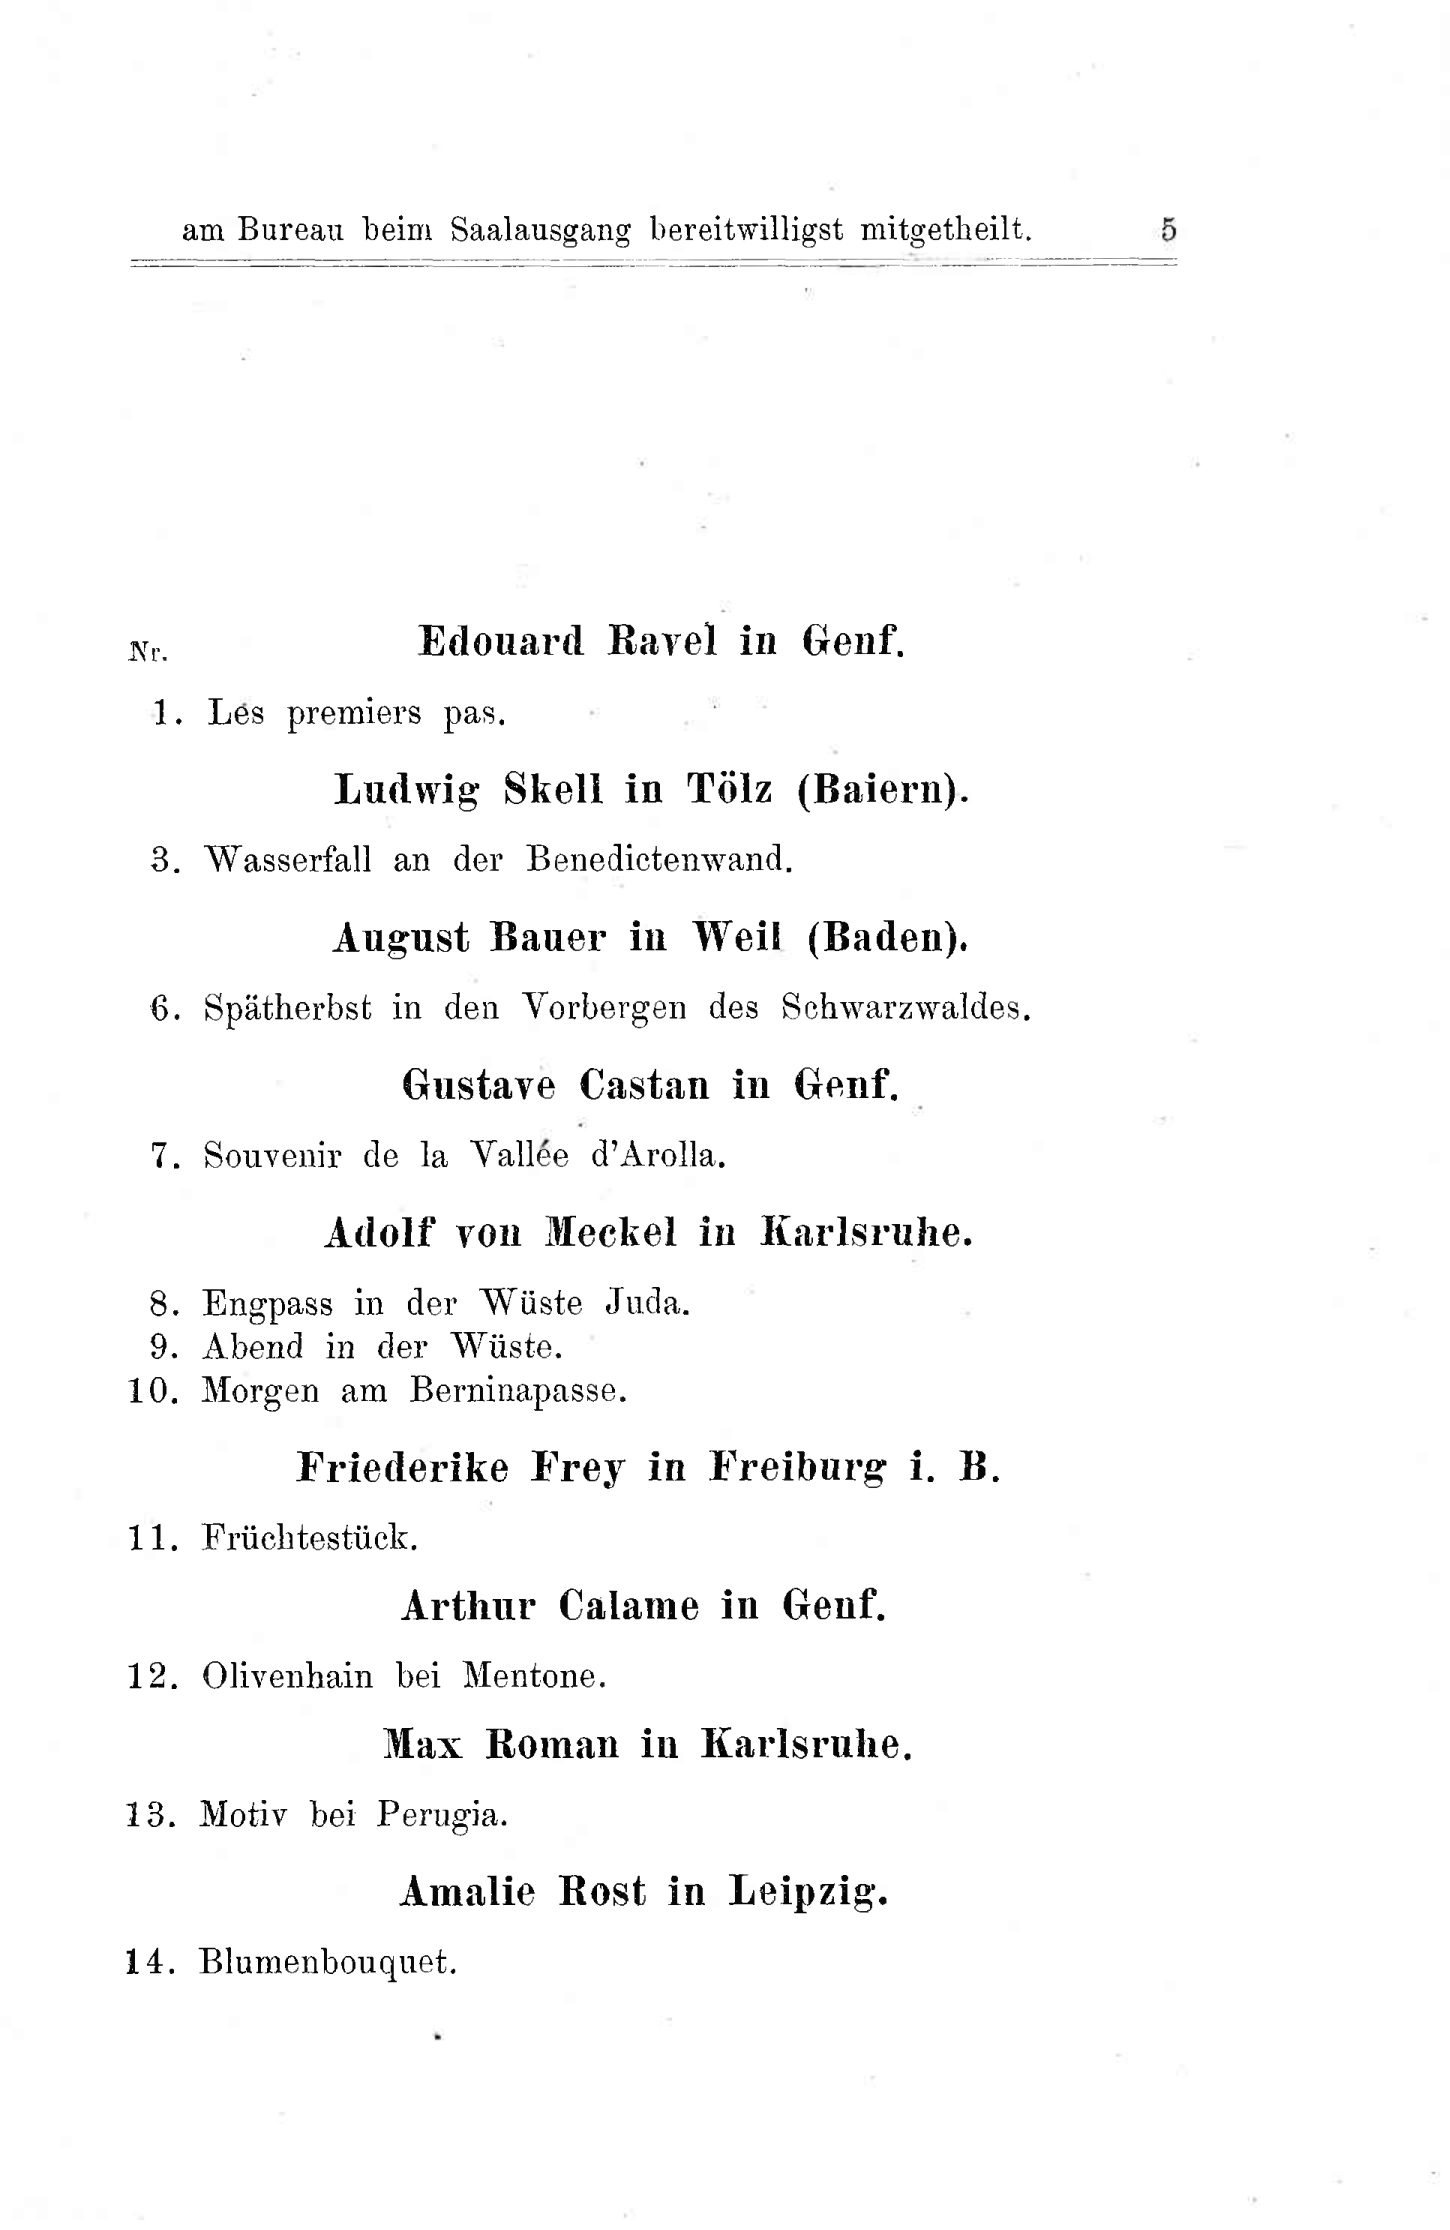 am Bureau beim Saalausgang bereitwilligst mitgetheilt. 5
Nr. Edouard Ravel in Genf.
1. Les premiers pas.
Ludwig Skell in Tölz (Baiern).
3. Wasserfall an der Benedictenwand.
August Bauer in Weil (Baden).
6. Spätherbst in den Vorbergen des Schwarzwaldes.
Gustave Castan in Genf.
7. Souvenir de la Vallée d'Arolla.
Adolf von Meckel in Karlsruhe.
8. Engpass in der Wüste Juda.
9. Abend in der Wüste.
10. Morgen am Berninapasse.
Friederike Frey in Freiburg i. B.
11. Früchtestück.
Arthur Calame in Genf.
12. Olivenhain bei Mentone.
Max Roman in Karlsruhe.
13. Motiv bei Perugia.
Amalie Rost in Leipzig.
14. Blumenbouquet.